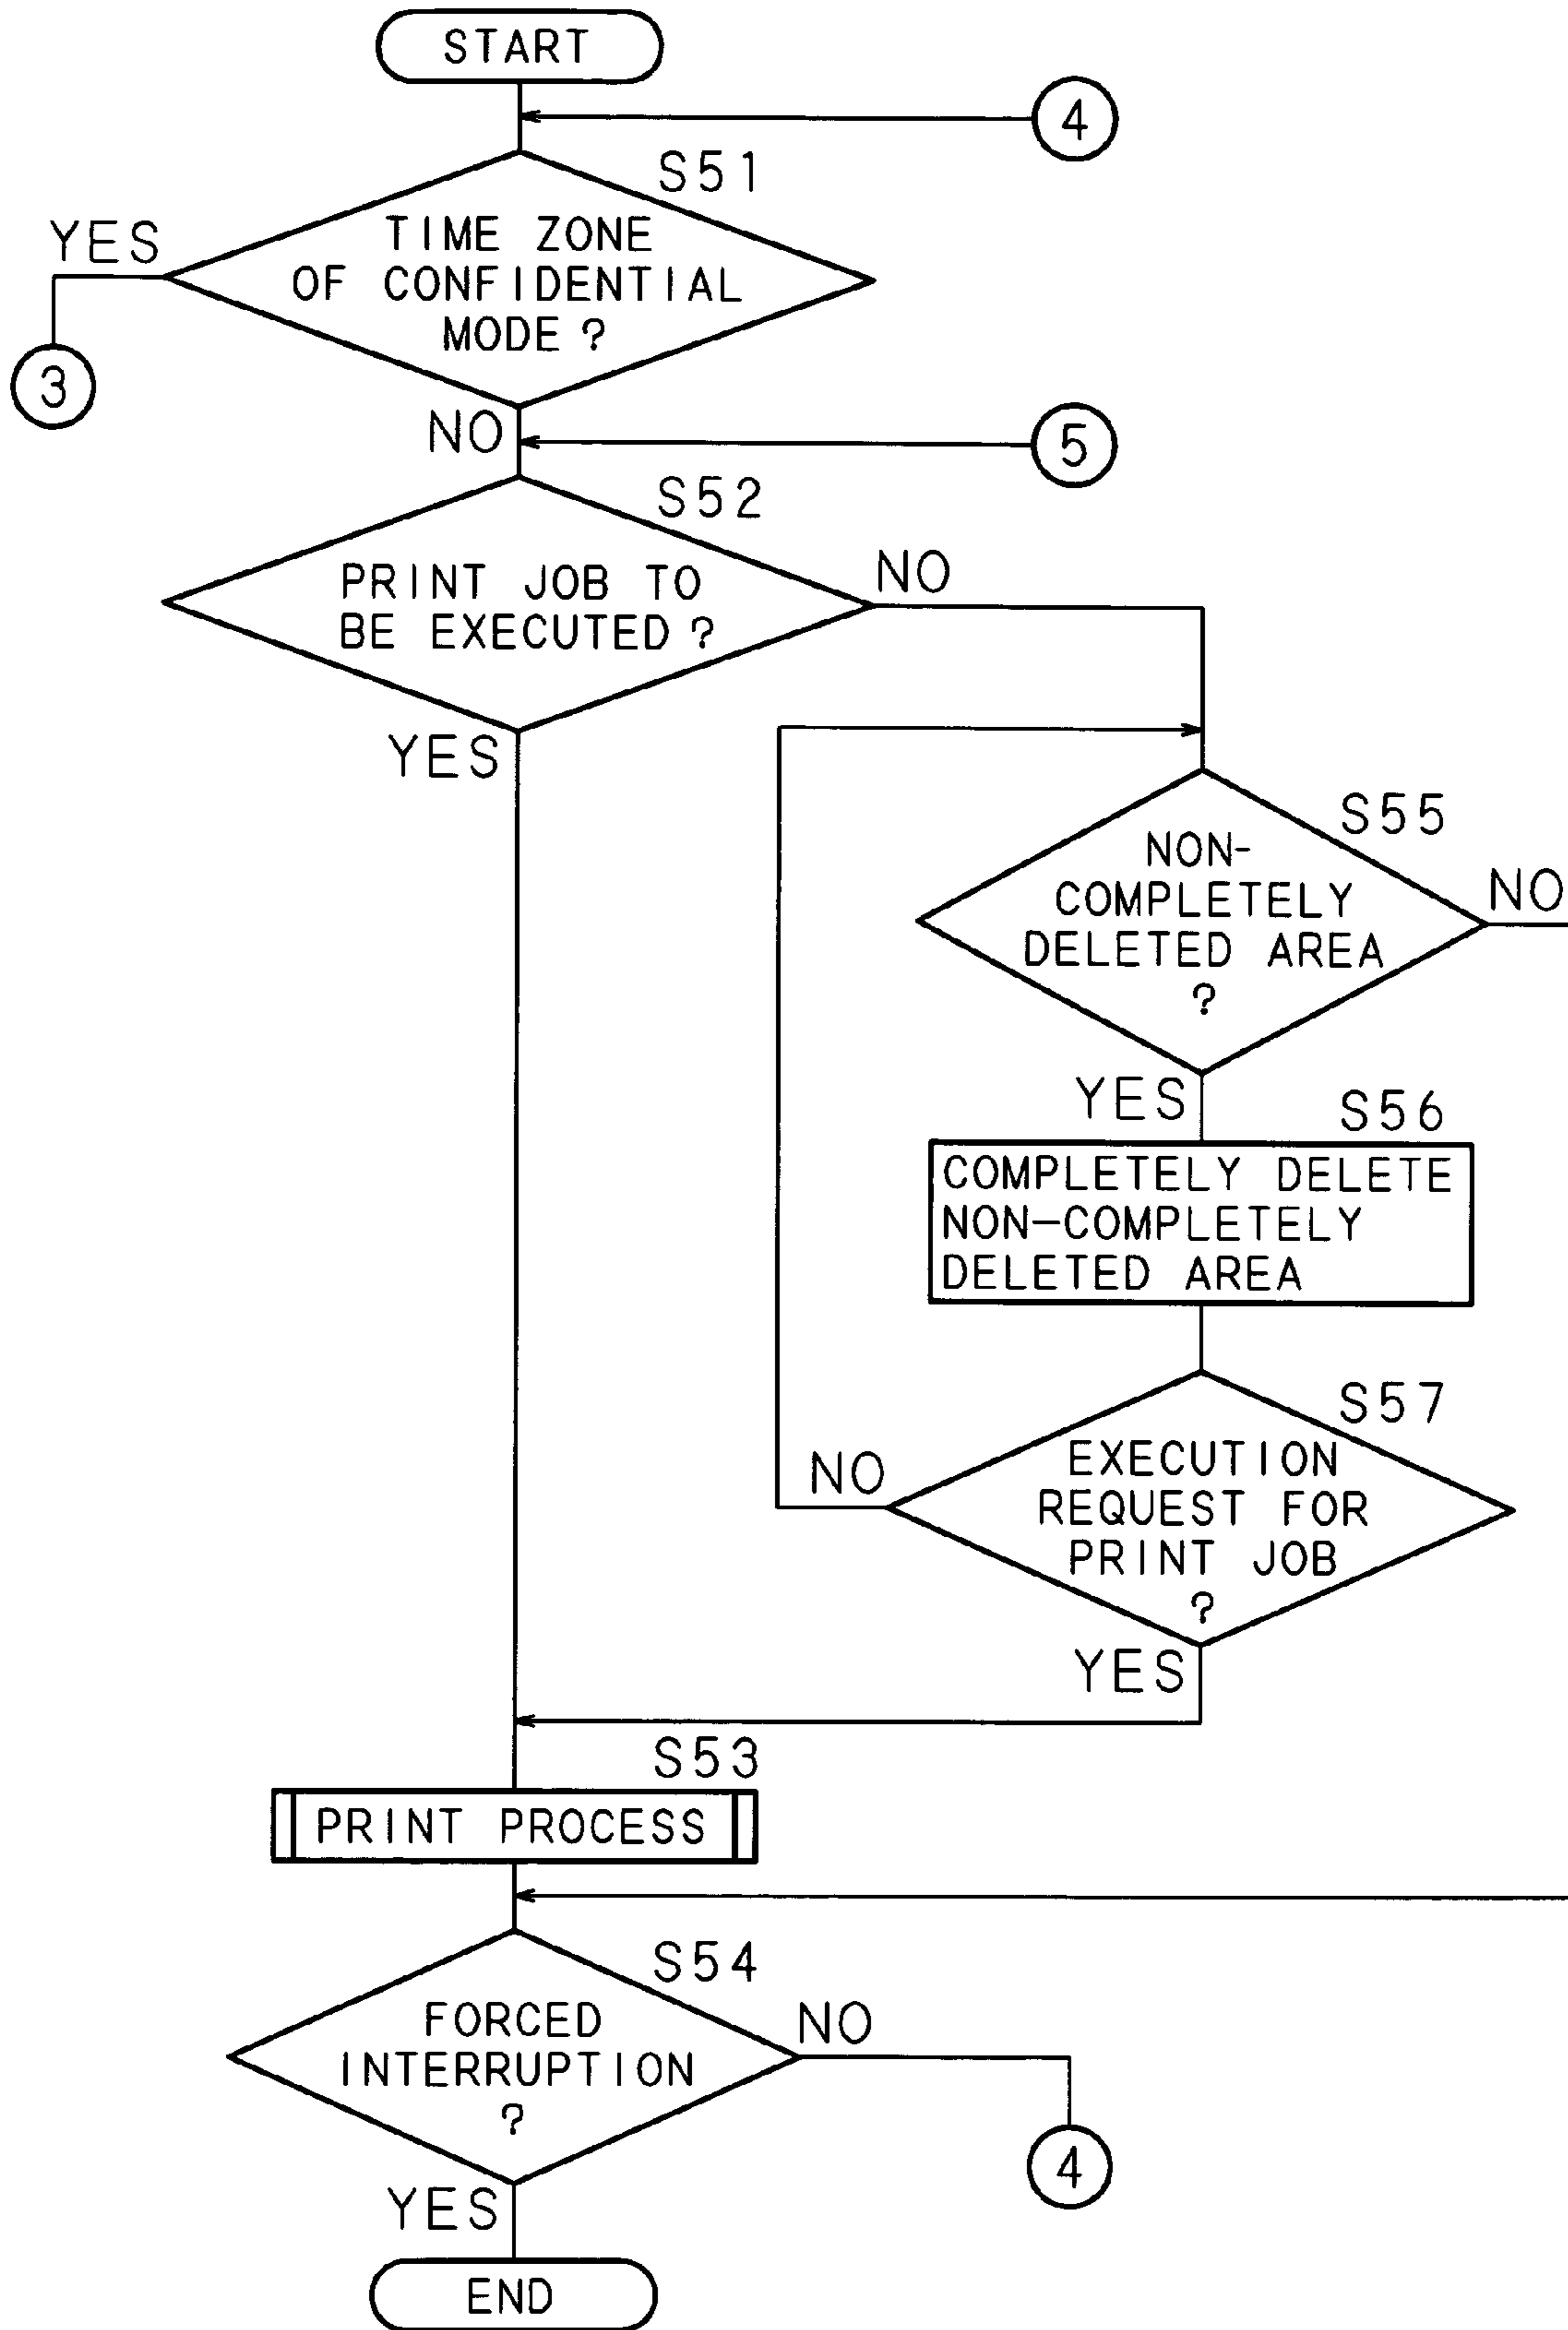 START
4
S51
YES
TIME ZONE
OF CONFIDENTIAL
MODE ?
3
NO
5
S52
PRINT JOB TO
BE EXECUTED ?
NO
YES
S55
NON-
COMPLETELY
DELETED AREA
?
NO
YES
S56
COMPLETELY DELETE
NON-COMPLETELY
DELETED AREA
S57
NO
EXECUTION
REQUEST FOR
PRINT JOB
?
YES
S53
PRINT PROCESS
S54
FORCED
INTERRUPTION
?
NO
4
YES
END